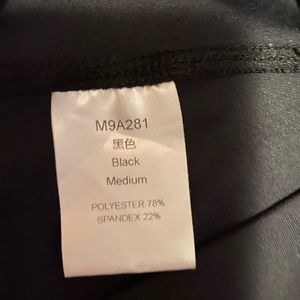 M9A281
黑色
Black
Medium
POLYESTER 78%
SPANDEX 22%